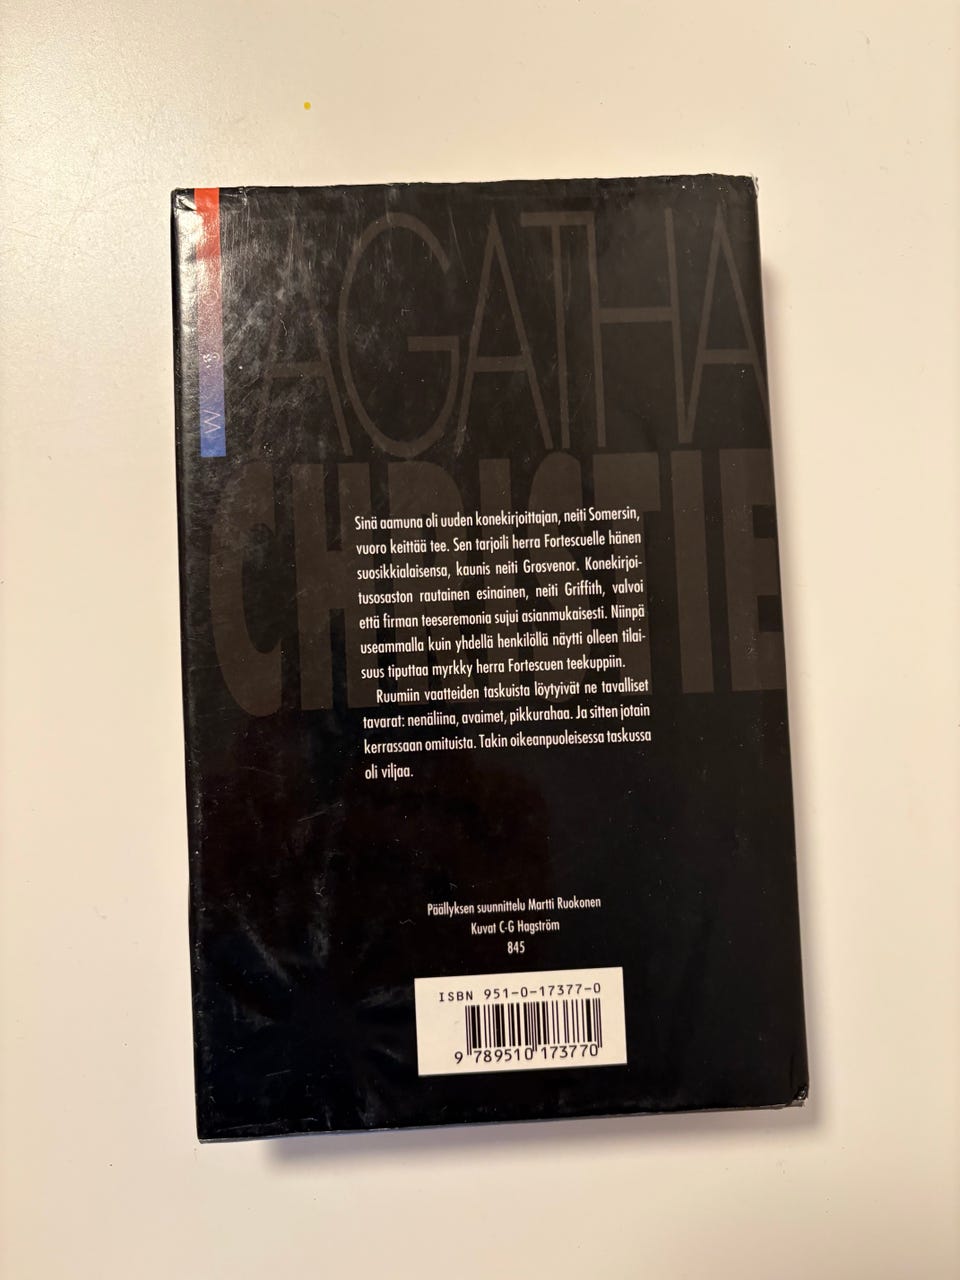 AGATHA
CHRISTIE
Sinä aamuna oli uuden konekirjoittajan, neiti Somersin,
vuoro keittää tee. Sen tarjoili herra Fortescuelle hänen
suosikkialaisensa, kaunis neiti Grosvenor. Konekirjoi-
tusosaston rautainen esinainen, neiti Griffith, valvoi
että firman teeseremonia sujui asianmukaisesti. Niinpä
useammalla kuin yhdellä henkilöllä näytti olleen tilai-
suus tiputtaa myrkky herra Fortescuen teekuppiin.
Ruumiin vaatteiden taskuista löytyivät ne tavalliset
tavarat: nenäliina, avaimet, pikkurahaa. Ja sitten jotain
kerrassaan omituista. Takin oikeanpuoleisessa taskussa
oli viljaa.
Päällyksen suunnittelu Martti Ruokonen
Kuvat C-G Hagström
845
ISBN 951-0-17377-0
9 789510 173770